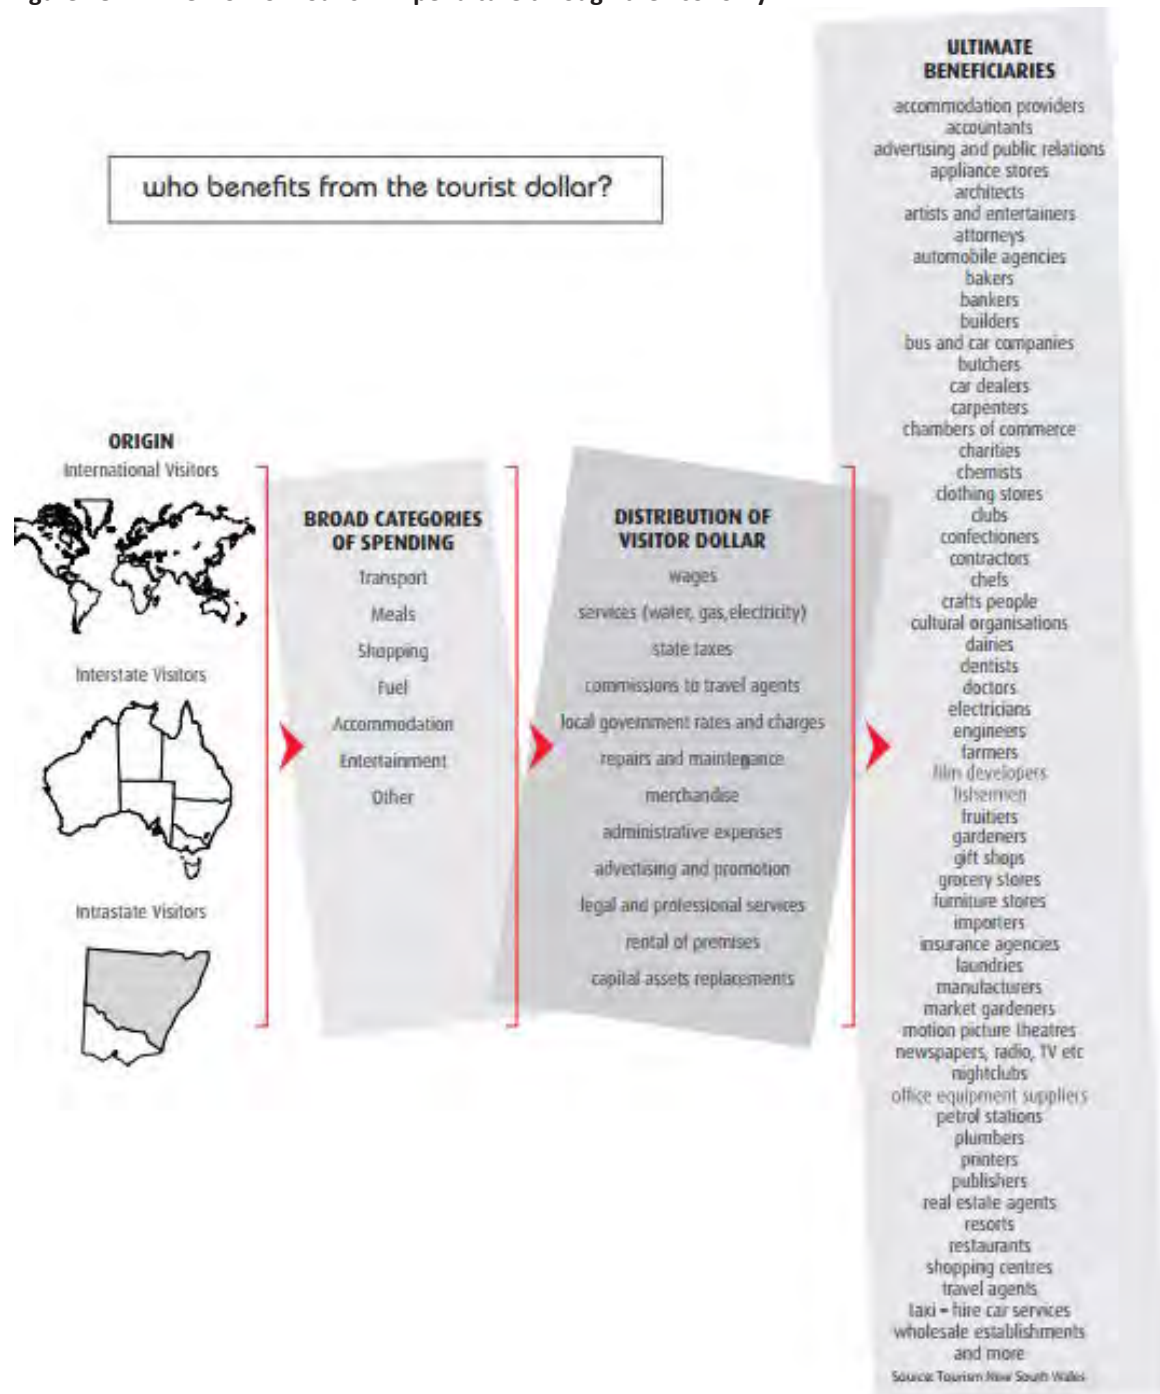 who benefits from the tourist dollar?
ORIGIN
International Visitors
Interstate Visitors
Intrastate Visitors
BROAD CATEGORIES
OF SPENDING
Transport
Meals
Shopping
Fuel
Accommodation
Entertainment
Other
DISTRIBUTION OF
VISITOR DOLLAR
wages
services (water, gas,electricity)
state taxes
commissions to travel agents
local government rates and charges
repairs and maintenance
merchandise
administrative expenses
advertising and promotion
legal and professional services
rental of premises
capital assets replacements
ULTIMATE
BENEFICIARIES
accommodation providers
accountants
advertising and public relations
appliance stores
architects
artists and entertainers
attorneys
automobile agencies
bakers
bankers
builders
bus and car companies
butchers
car dealers
carpenters
chambers of commerce
charities
chemists
clothing stores
clubs
confectioners
contractors
chefs
crafts people
cultural organisations
dairies
dentists
doctors
electricians
engineers
farmers
film developers
fishermen
fruitiers
gardeners
gift shops
grocery stores
furniture stores
importers
insurance agencies
laundries
manufacturers
market gardeners
motion picture theatres
newspapers, radio, TV etc
nightclubs
office equipment suppliers
petrol stations
plumbers
printers
publishers
real estate agents
resorts
restaurants
shopping centres
travel agents
taxi - hire car services
wholesale establishments
and more
Source: Tourism New South Wales